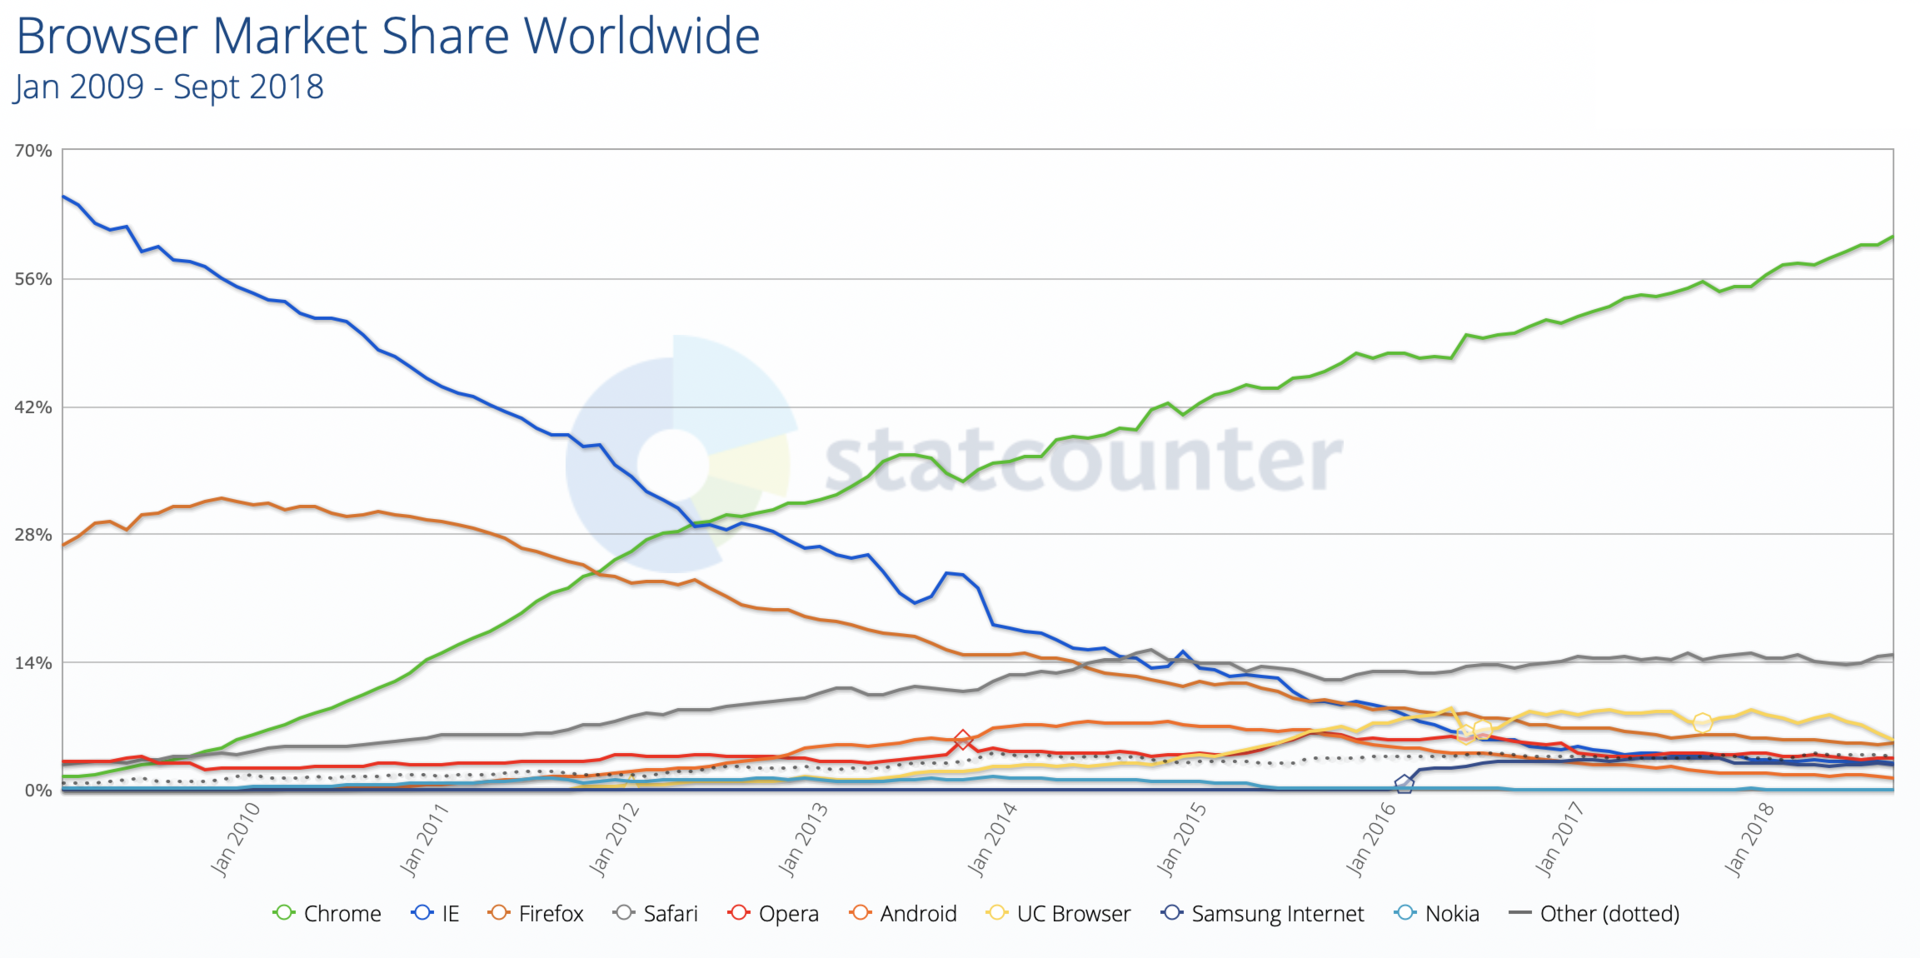 Browser Market Share Worldwide
Jan 2009 - Sept 2018
70%
56%
42%
28%
14%
0%
statcounter
Jan 2010
Jan 2011
Jan 2012
Jan 2013
Jan 2014
Jan 2015
Jan 2016
Jan 2017
Jan 2018
Chrome IE Firefox Safari Opera Android UC Browser Samsung Internet Nokia Other (dotted)